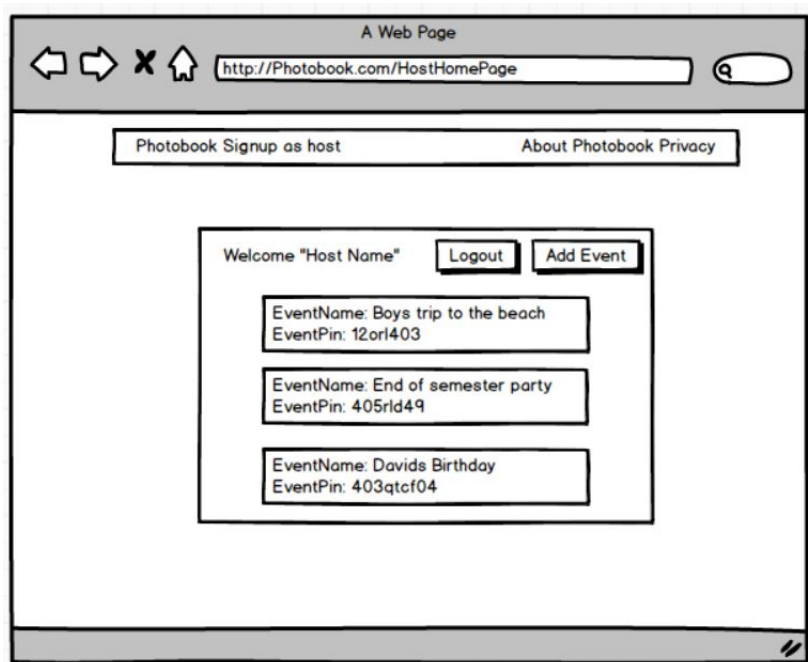 A Web Page
http://Photobook.com/HostHomePage
Photobook Signup as host About Photobook Privacy
Welcome "Host Name" Logout Add Event
EventName: Boys trip to the beach
EventPin: 12orl403
EventName: End of semester party
EventPin: 405rld49
EventName: Davids Birthday
EventPin: 403qtcf04